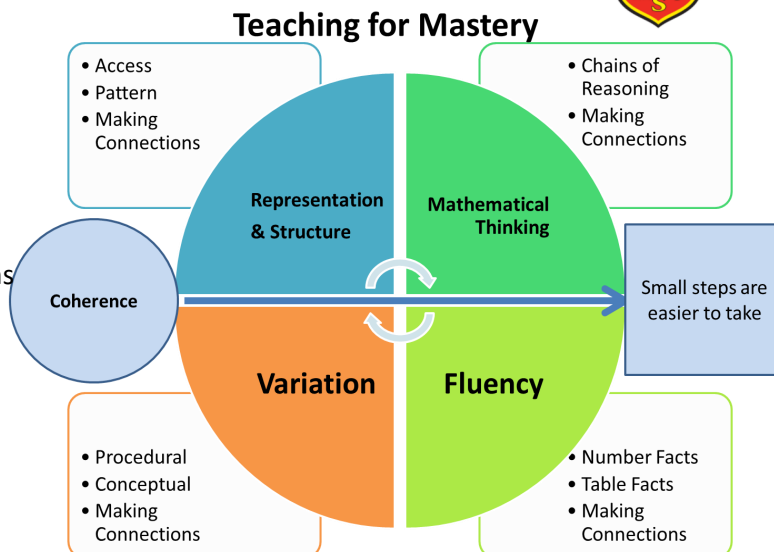 Teaching for Mastery
S
• Access
• Pattern
• Making
Connections
• Chains of
Reasoning
• Making
Connections
Representation
& Structure
Mathematical
Thinking
Coherence
Small steps are
easier to take
Variation
Fluency
• Procedural
• Conceptual
• Making
Connections
• Number Facts
• Table Facts
• Making
Connections